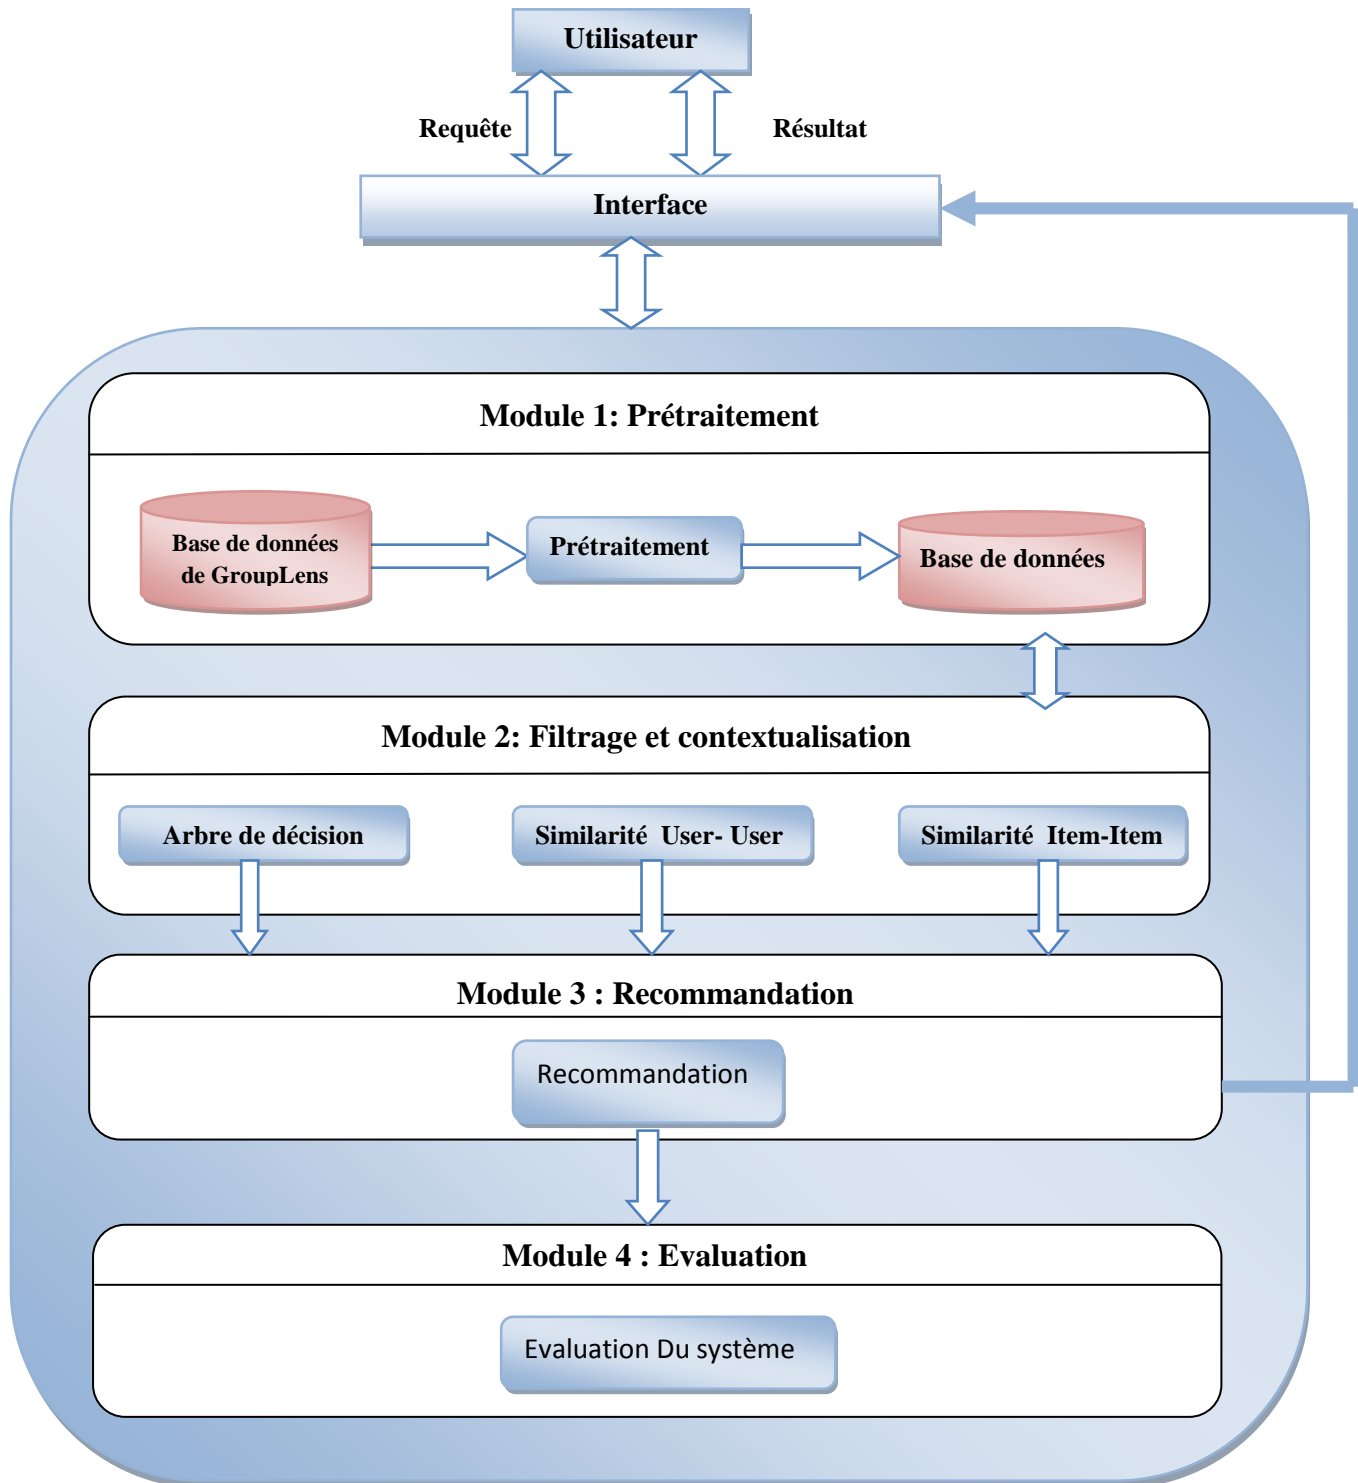 Utilisateur
Requête
Résultat
Interface
Module 1: Prétraitement
Base de données
de GroupLens
Prétraitement
Base de données
Module 2: Filtrage et contextualisation
Arbre de décision
Similarité User- User
Similarité Item-Item
Module 3 : Recommandation
Recommandation
Module 4 : Evaluation
Evaluation Du système